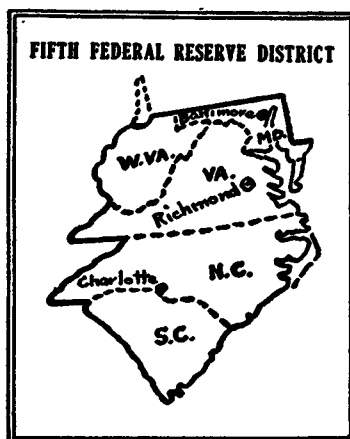 FIFTH FEDERAL RESERVE DISTRICT
Baltimore
MD.
W.VA.
VA.
Richmond
N.C.
Charlotte
S.C.